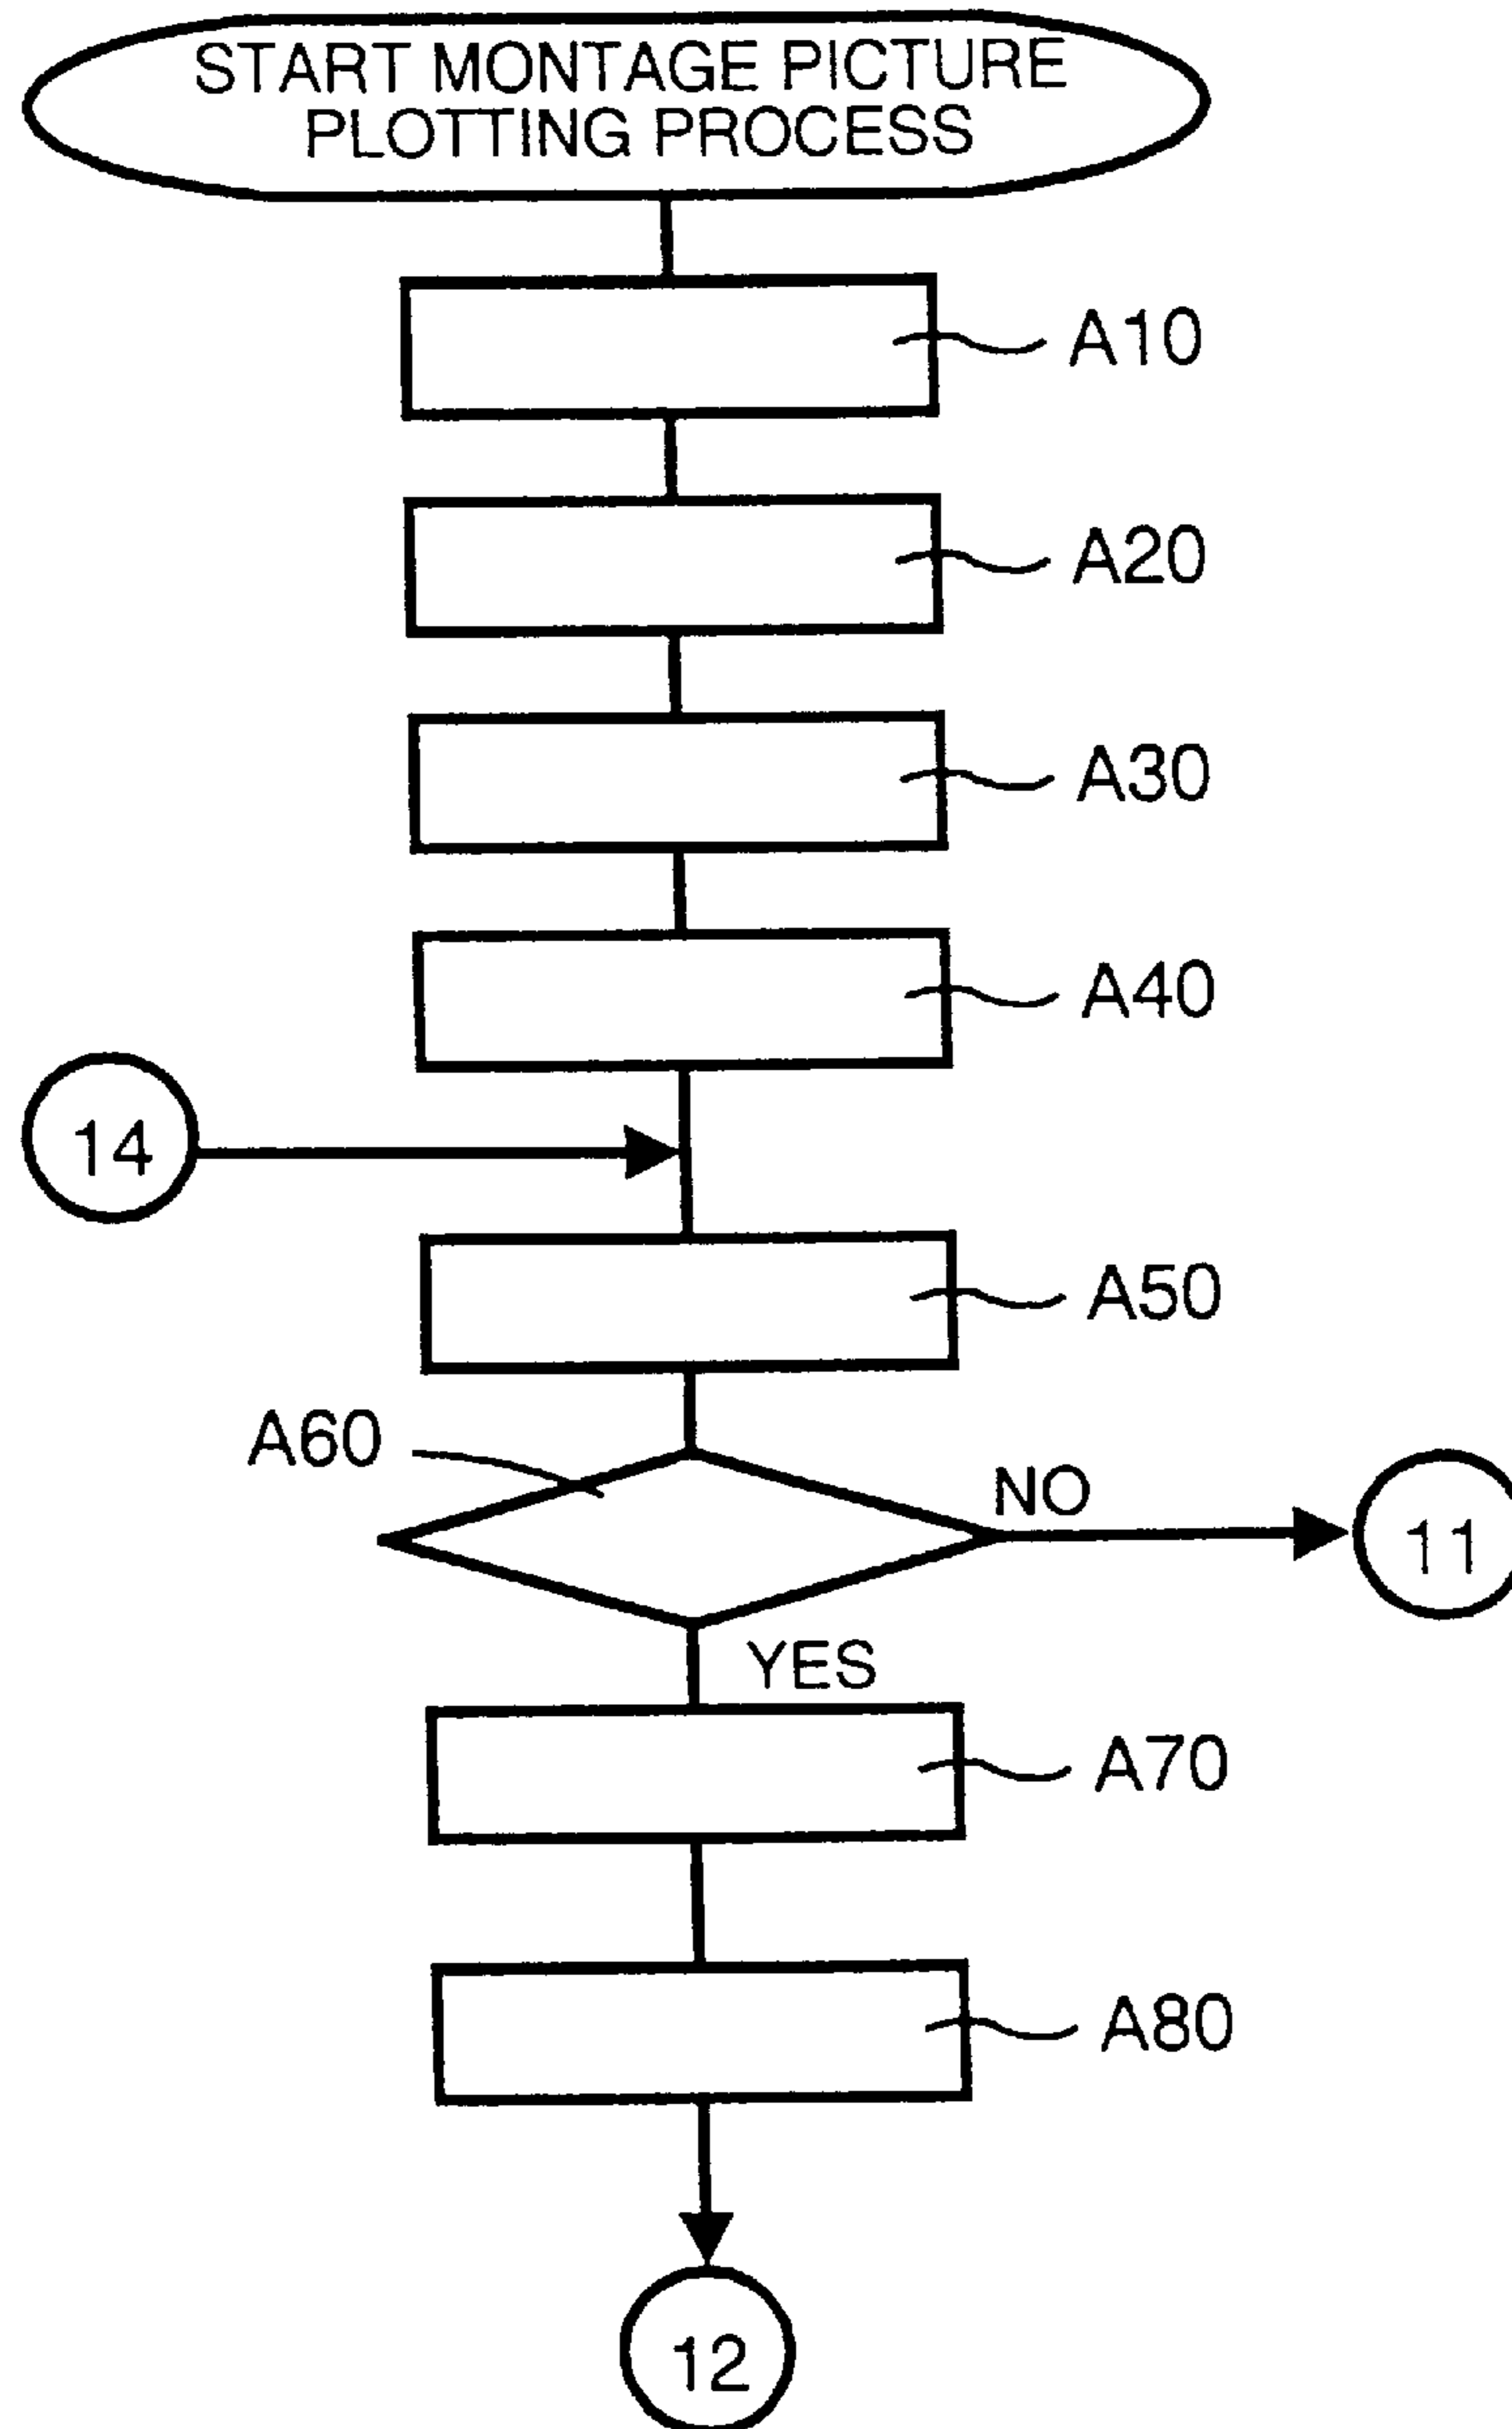 START MONTAGE PICTURE
PLOTTING PROCESS
A10
A20
A30
A40
14
A50
A60
NO
11
YES
A70
A80
12